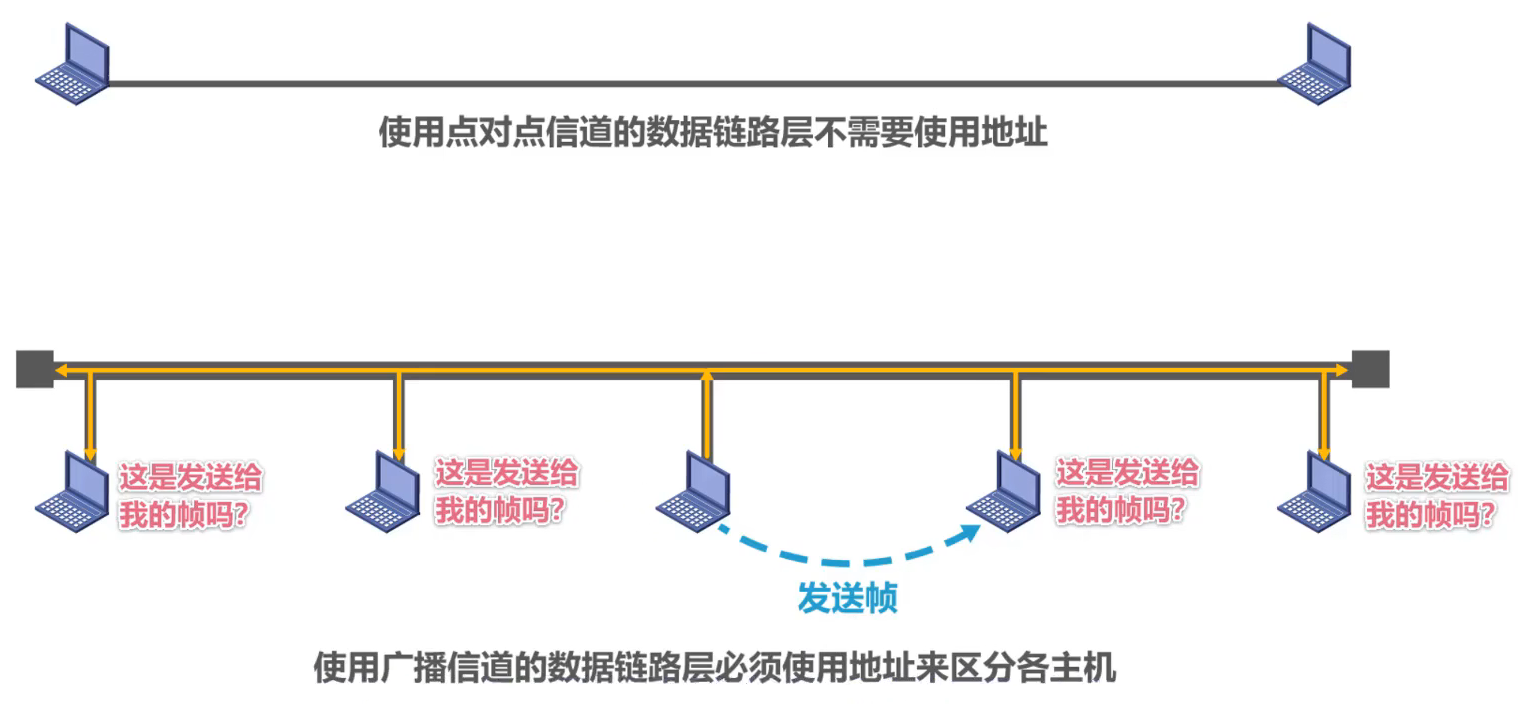 使用点对点信道的数据链路层不需要使用地址
这是发送给
我的帧吗?
这是发送给
我的帧吗?
这是发送给
我的帧吗?
这是发送给
我的帧吗?
发送帧
使用广播信道的数据链路层必须使用地址来区分各主机